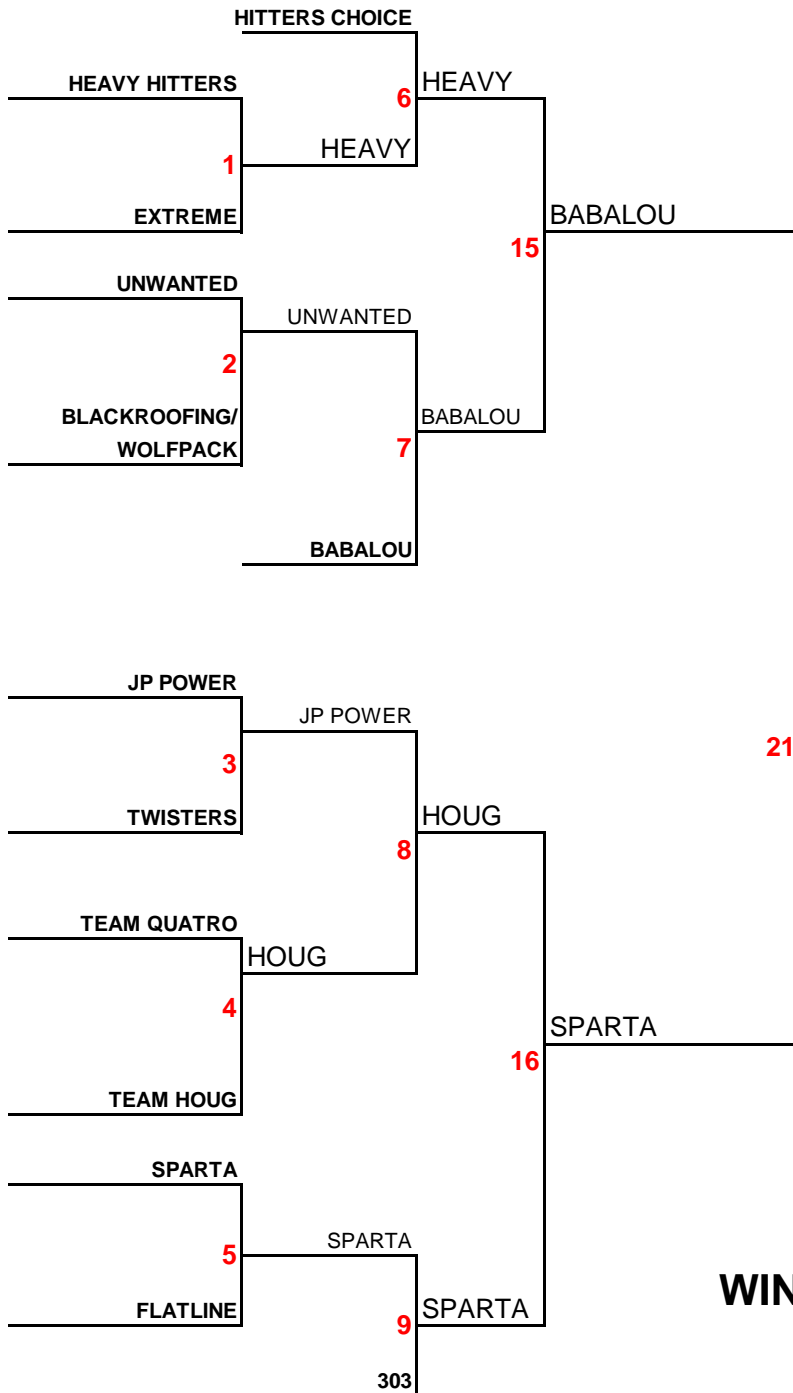 HITTERS CHOICE
HEAVY HITTERS
6
HEAVY
1
HEAVY
EXTREME
BABALOU
15
UNWANTED
UNWANTED
2
BLACKROOFING/
WOLFPACK
BABALOU
7
BABALOU
JP POWER
JP POWER
3
21
TWISTERS
HOUG
8
TEAM QUATRO
HOUG
4
SPARTA
16
TEAM HOUG
SPARTA
SPARTA
5
WIN
FLATLINE
9
SPARTA
303